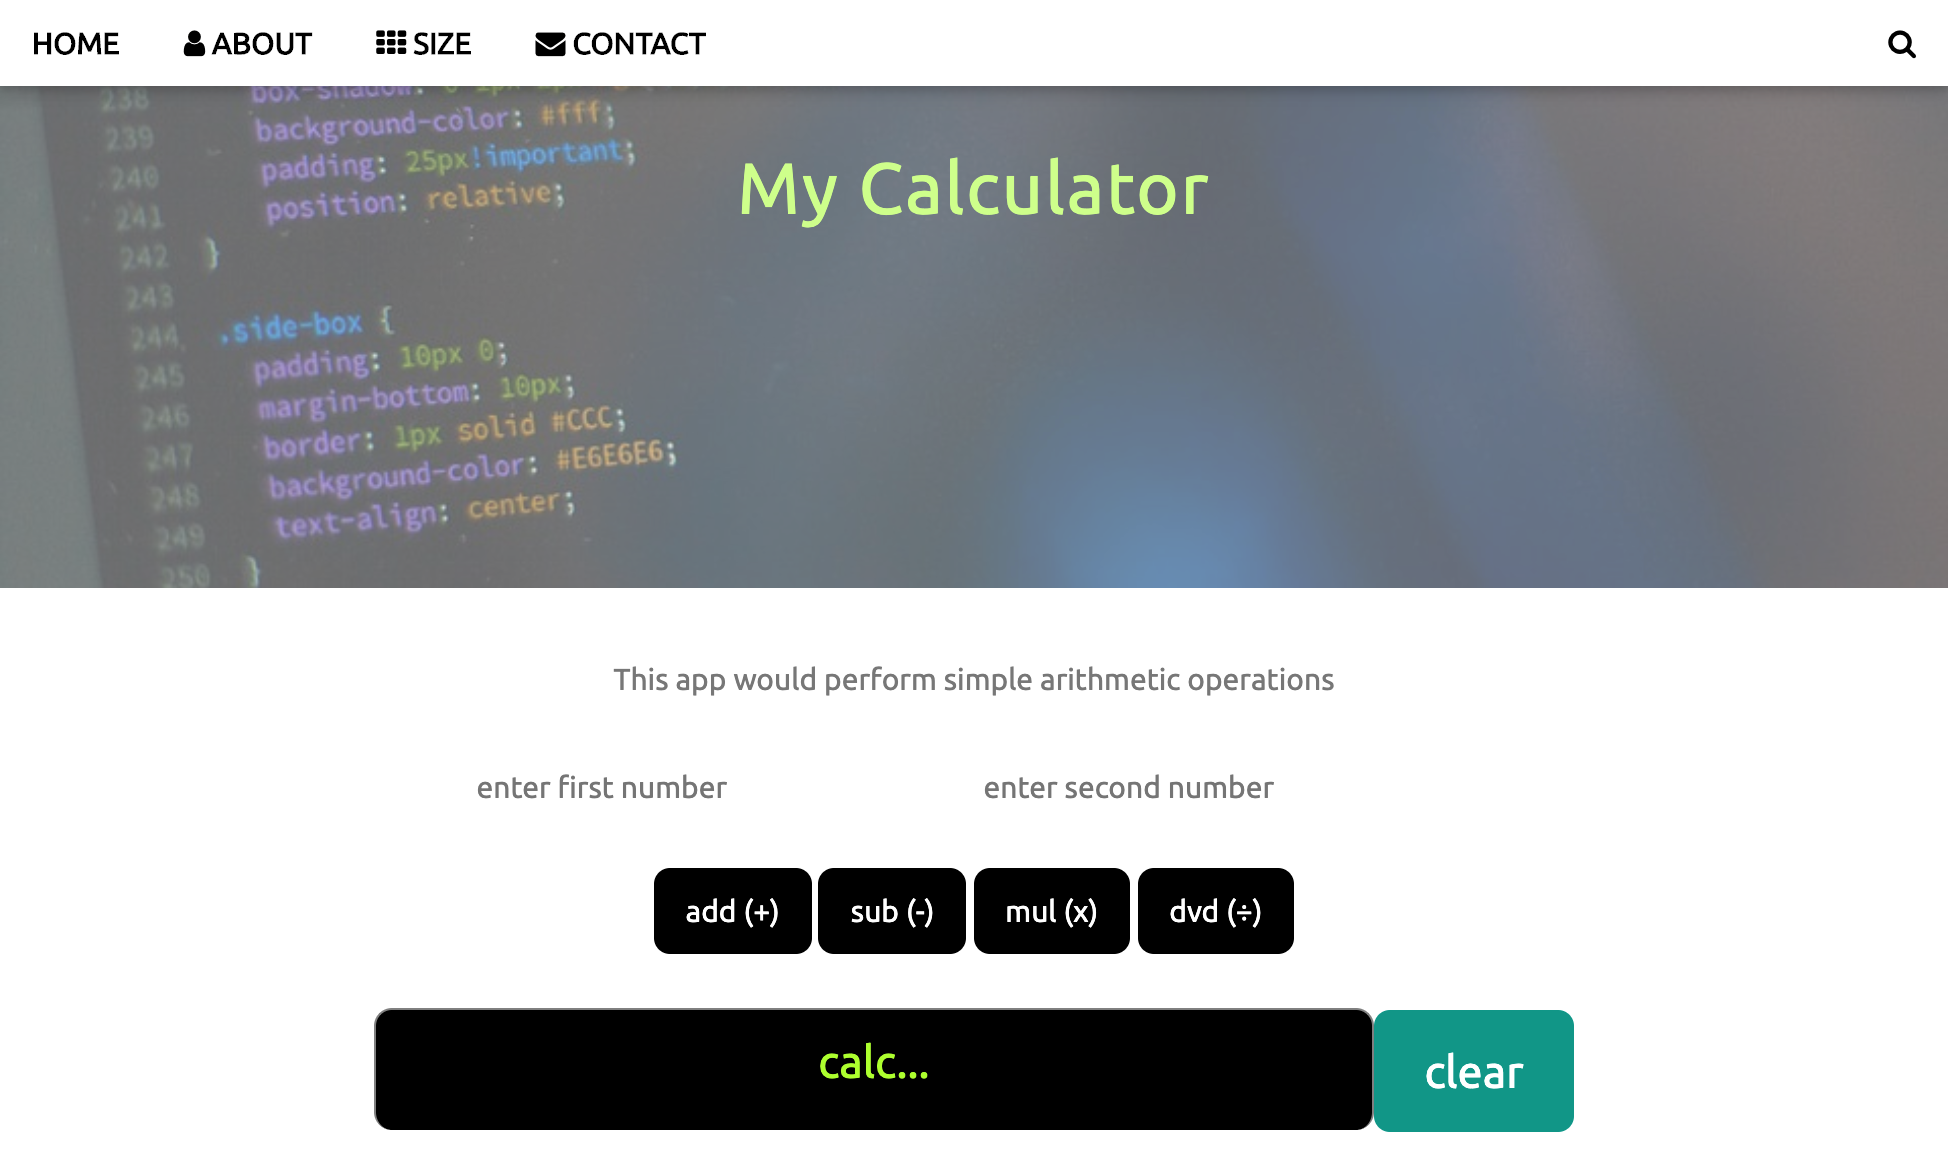 HOME ABOUT SIZE CONTACT
238
239 background-color: #fff;
240 padding: 25px!important;
241 position: relative;
242 }
243
244 .side-box {
245 padding: 10px 0;
246 margin-bottom: 10px;
247 border: 1px solid #CCC;
248 background-color: #E6E6E6;
249 text-align: center;
250 }
My Calculator
This app would perform simple arithmetic operations
enter first number enter second number
add (+) sub (-) mul (x) dvd (÷)
calc... clear